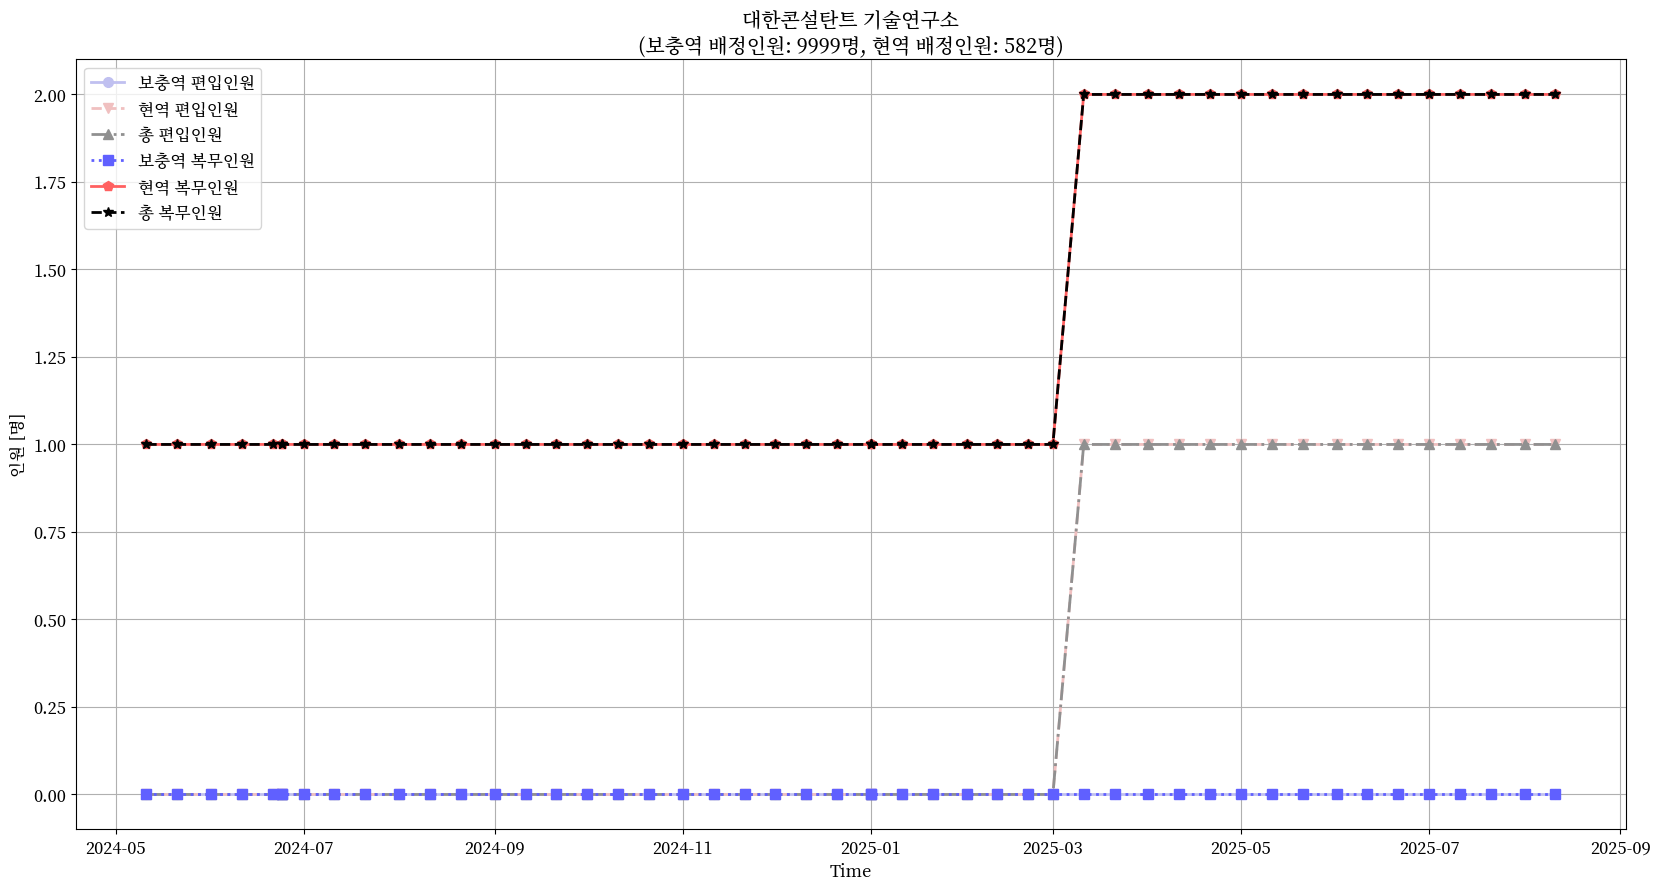 대한콘설탄트 기술연구소
(보충역 배정인원: 9999명, 현역 배정인원: 582명)
보충역 편입인원
현역 편입인원
총 편입인원
보충역 복무인원
현역 복무인원
총 복무인원
인원 [명]
2.00
1.75
1.50
1.25
1.00
0.75
0.50
0.25
0.00
2024-05
2024-07
2024-09
2024-11
2025-01
2025-03
2025-05
2025-07
2025-09
Time